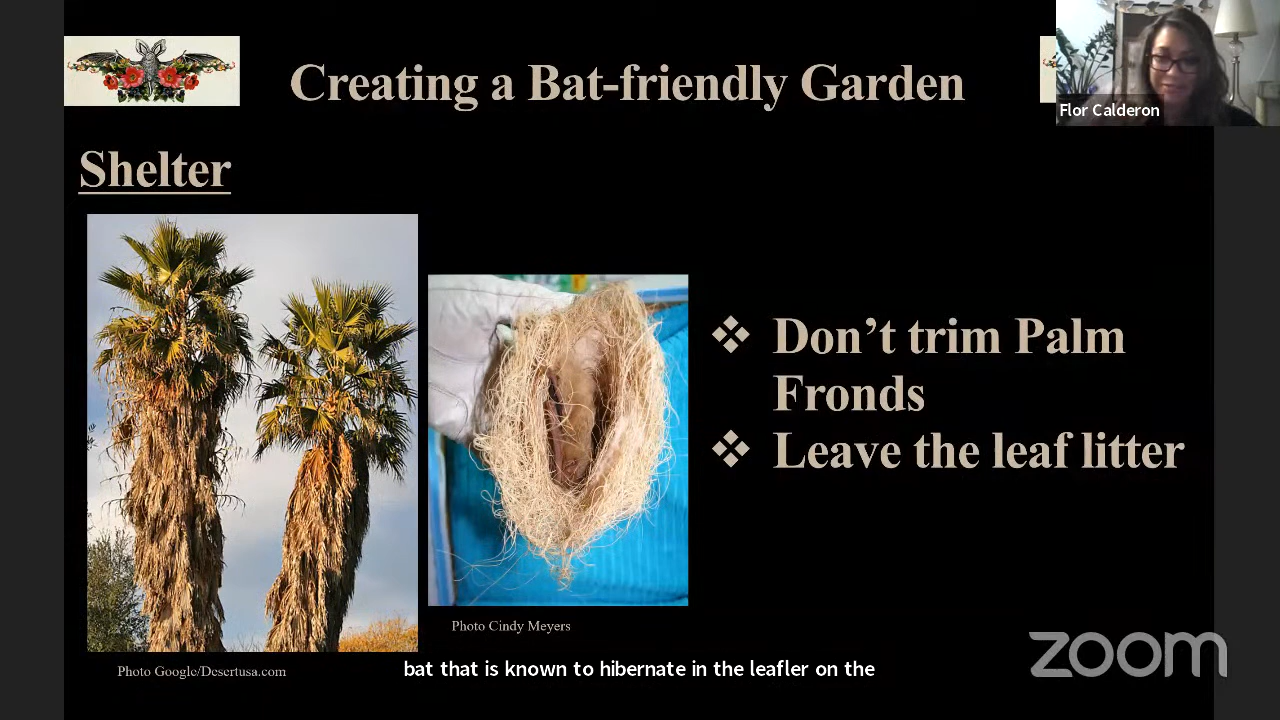 Creating a Bat-friendly Garden
Flor Calderon
Shelter
❖ Don't trim Palm
Fronds
❖ Leave the leaf litter
Photo Cindy Meyers
Photo Google/Desertusa.com
bat that is known to hibernate in the leafler on the
zoom